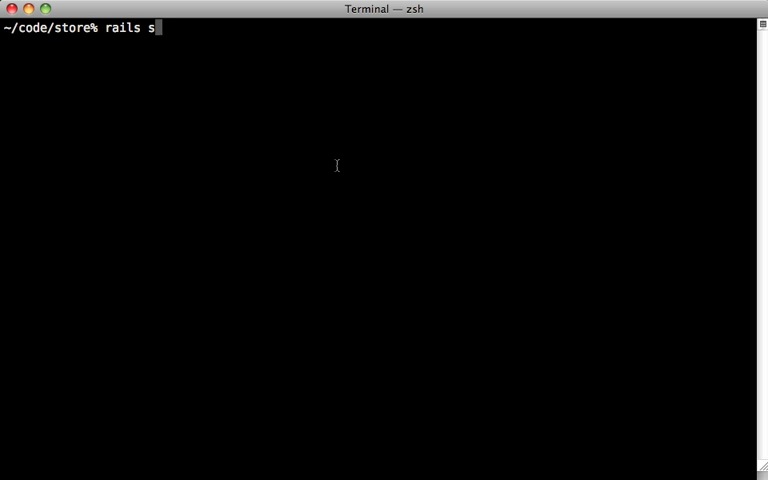 Terminal — zsh
~/code/store% rails s